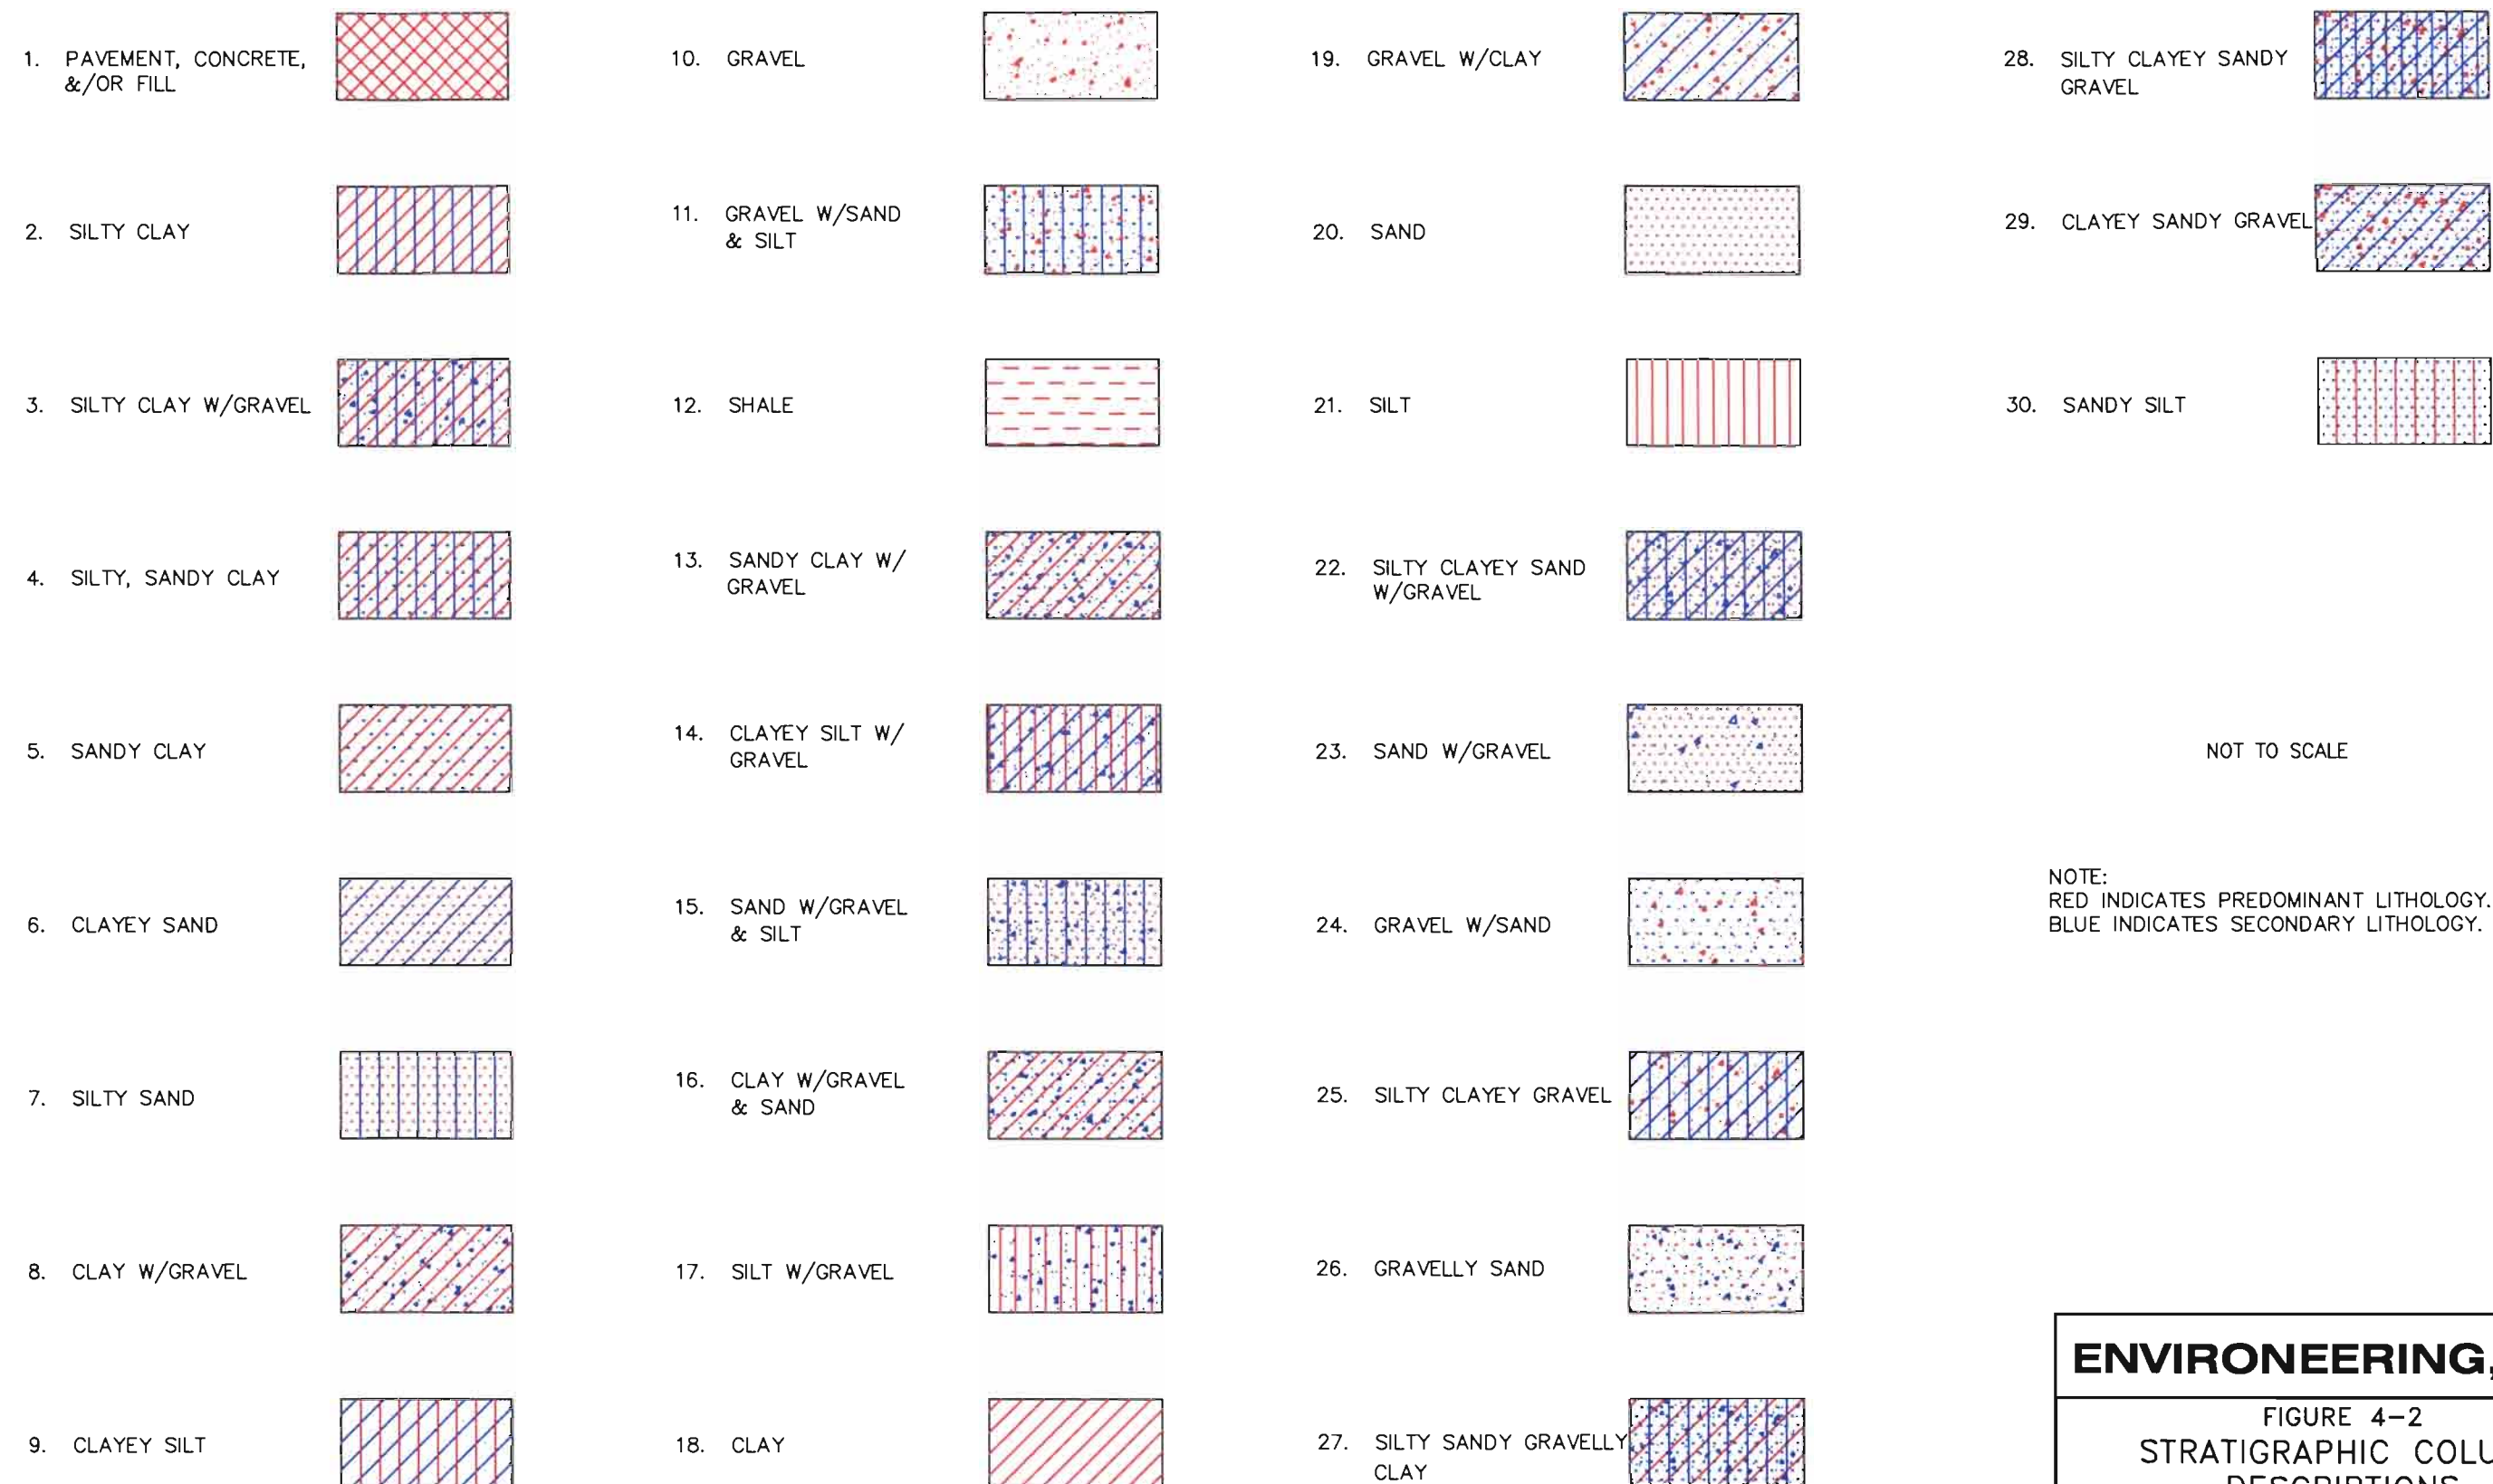 1. PAVEMENT, CONCRETE,
&/OR FILL
2. SILTY CLAY
3. SILTY CLAY W/GRAVEL
4. SILTY, SANDY CLAY
5. SANDY CLAY
6. CLAYEY SAND
7. SILTY SAND
8. CLAY W/GRAVEL
9. CLAYEY SILT
10. GRAVEL
11. GRAVEL W/SAND
& SILT
12. SHALE
13. SANDY CLAY W/
GRAVEL
14. CLAYEY SILT W/
GRAVEL
15. SAND W/GRAVEL
& SILT
16. CLAY W/GRAVEL
& SAND
17. SILT W/GRAVEL
18. CLAY
19. GRAVEL W/CLAY
20. SAND
21. SILT
22. SILTY CLAYEY SAND
W/GRAVEL
23. SAND W/GRAVEL
24. GRAVEL W/SAND
25. SILTY CLAYEY GRAVEL
26. GRAVELLY SAND
27. SILTY SANDY GRAVELLY
CLAY
28. SILTY CLAYEY SANDY
GRAVEL
29. CLAYEY SANDY GRAVEL
30. SANDY SILT
NOT TO SCALE
NOTE:
RED INDICATES PREDOMINANT LITHOLOGY.
BLUE INDICATES SECONDARY LITHOLOGY.
ENVIRONEERING,
FIGURE 4-2
STRATIGRAPHIC COLU
DESCRIPTIONS